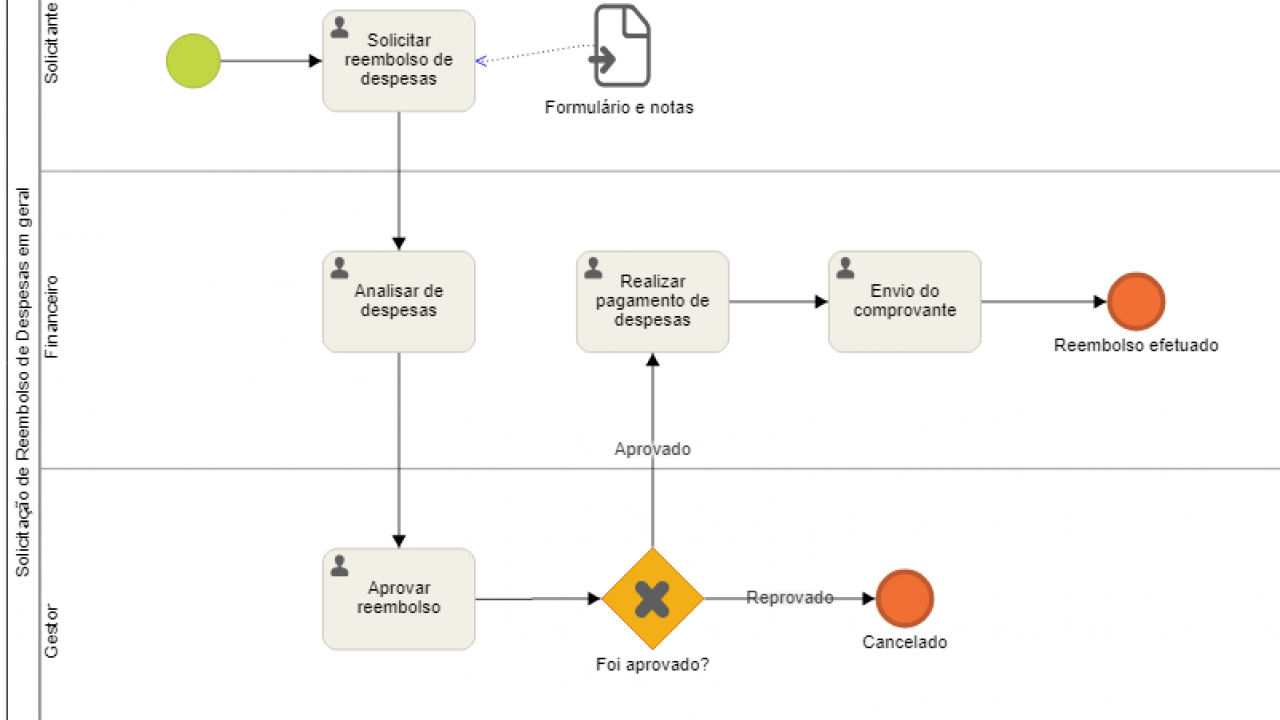 Solicitação de Reembolso de Despesas em geral
Solicitante
Solicitar
reembolso de
despesas
Formulário e notas
Financeiro
Analisar de
despesas
Realizar
pagamento de
despesas
Envio do
comprovante
Reembolso efetuado
Aprovado
Gestor
Aprovar
reembolso
Foi aprovado?
Reprovado
Cancelado